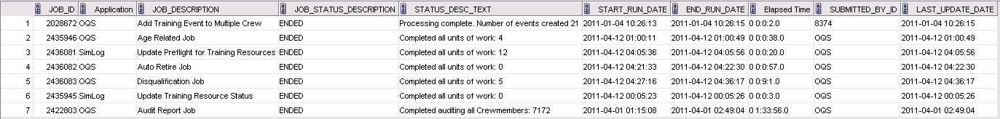 JOB_ID Application JOB_DESCRIPTION JOB_STATUS_DESCRIPTION STATUS_DESC_TEXT START_RUN_DATE END_RUN_DATE Elapsed Time SUBMITTED_BY_ID LAST_UPDATE_DATE
1 2028672 OQS Add Training Event to Multiple Crew ENDED Processing complete. Number of events created 21 2011-01-04 10:26:13 2011-01-04 10:26:15 0 0:0:2.0 8374 2011-01-04 10:26:15
2 2435946 OQS Age Related Job ENDED Completed all units of work: 4 2011-04-12 01:00:11 2011-04-12 01:00:49 0 0:0:38.0 OQS 2011-04-12 01:00:49
3 2436081 SimLog Update Preflight for Training Resources ENDED Completed all units of work: 12 2011-04-12 04:05:36 2011-04-12 04:05:56 0 0:0:20.0 OQS 2011-04-12 04:05:56
4 2436082 OQS Auto Retire Job ENDED Completed all units of work: 0 2011-04-12 04:21:33 2011-04-12 04:22:30 0 0:0:57.0 OQS 2011-04-12 04:22:30
5 2436083 OQS Disqualification Job ENDED Completed all units of work: 5 2011-04-12 04:27:16 2011-04-12 04:36:17 0 0:9:1.0 OQS 2011-04-12 04:36:17
6 2435945 SimLog Update Training Resource Status ENDED Completed all units of work: 0 2011-04-12 00:05:23 2011-04-12 00:05:26 0 0:0:3.0 OQS 2011-04-12 00:05:26
7 2422803 OQS Audit Report Job ENDED Completed auditing all Crewmembers: 7172 2011-04-01 01:15:08 2011-04-01 02:49:04 0 1:33:56.0 OQS 2011-04-01 02:49:04